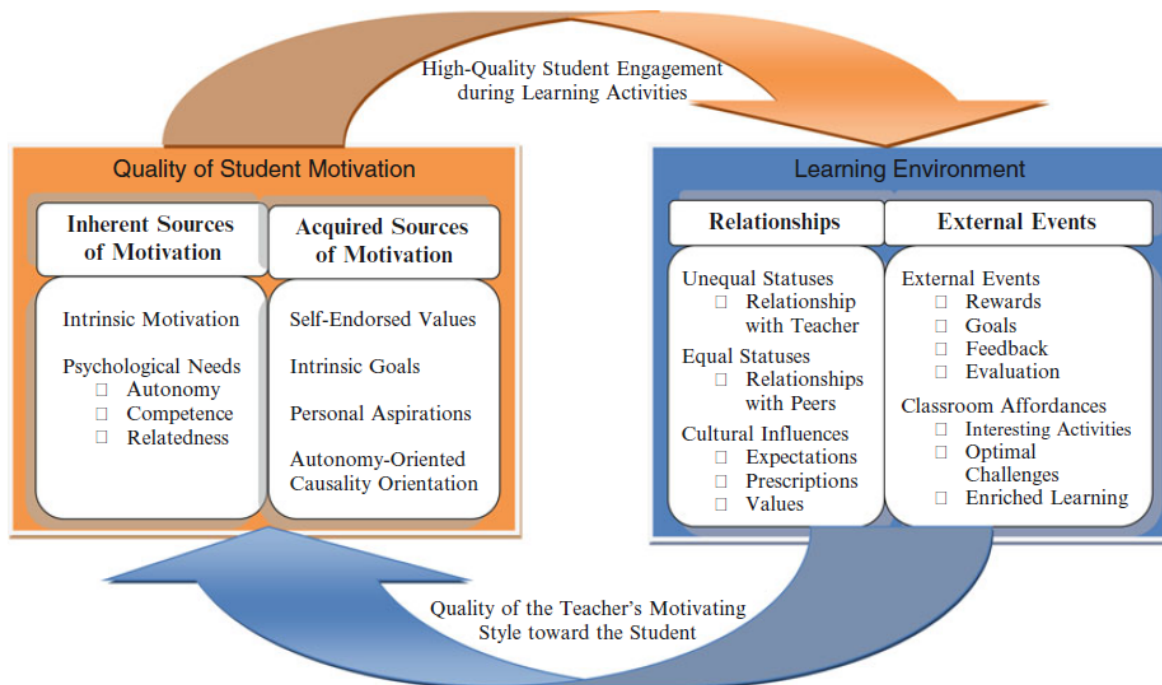 High-Quality Student Engagement
during Learning Activities
Quality of Student Motivation
Inherent Sources
of Motivation
Acquired Sources
of Motivation
Intrinsic Motivation
Psychological Needs
Autonomy
Competence
Relatedness
Self-Endorsed Values
Intrinsic Goals
Personal Aspirations
Autonomy-Oriented
Causality Orientation
Learning Environment
Relationships
External Events
Unequal Statuses
Relationship
with Teacher
Equal Statuses
Relationships
with Peers
Cultural Influences
Expectations
Prescriptions
Values
External Events
Rewards
Goals
Feedback
Evaluation
Classroom Affordances
Interesting Activities
Optimal
Challenges
Enriched Learning
Quality of the Teacher’s Motivating
Style toward the Student